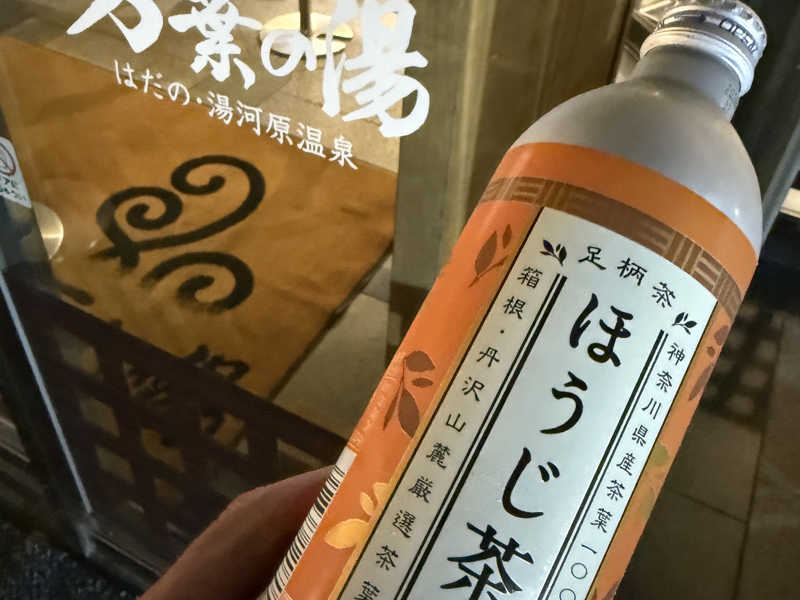 万葉の湯
はだの・湯河原温泉
足柄茶
神奈川県産茶葉一〇〇
ほうじ茶
箱根・丹沢山麓厳選茶葉
OPEN